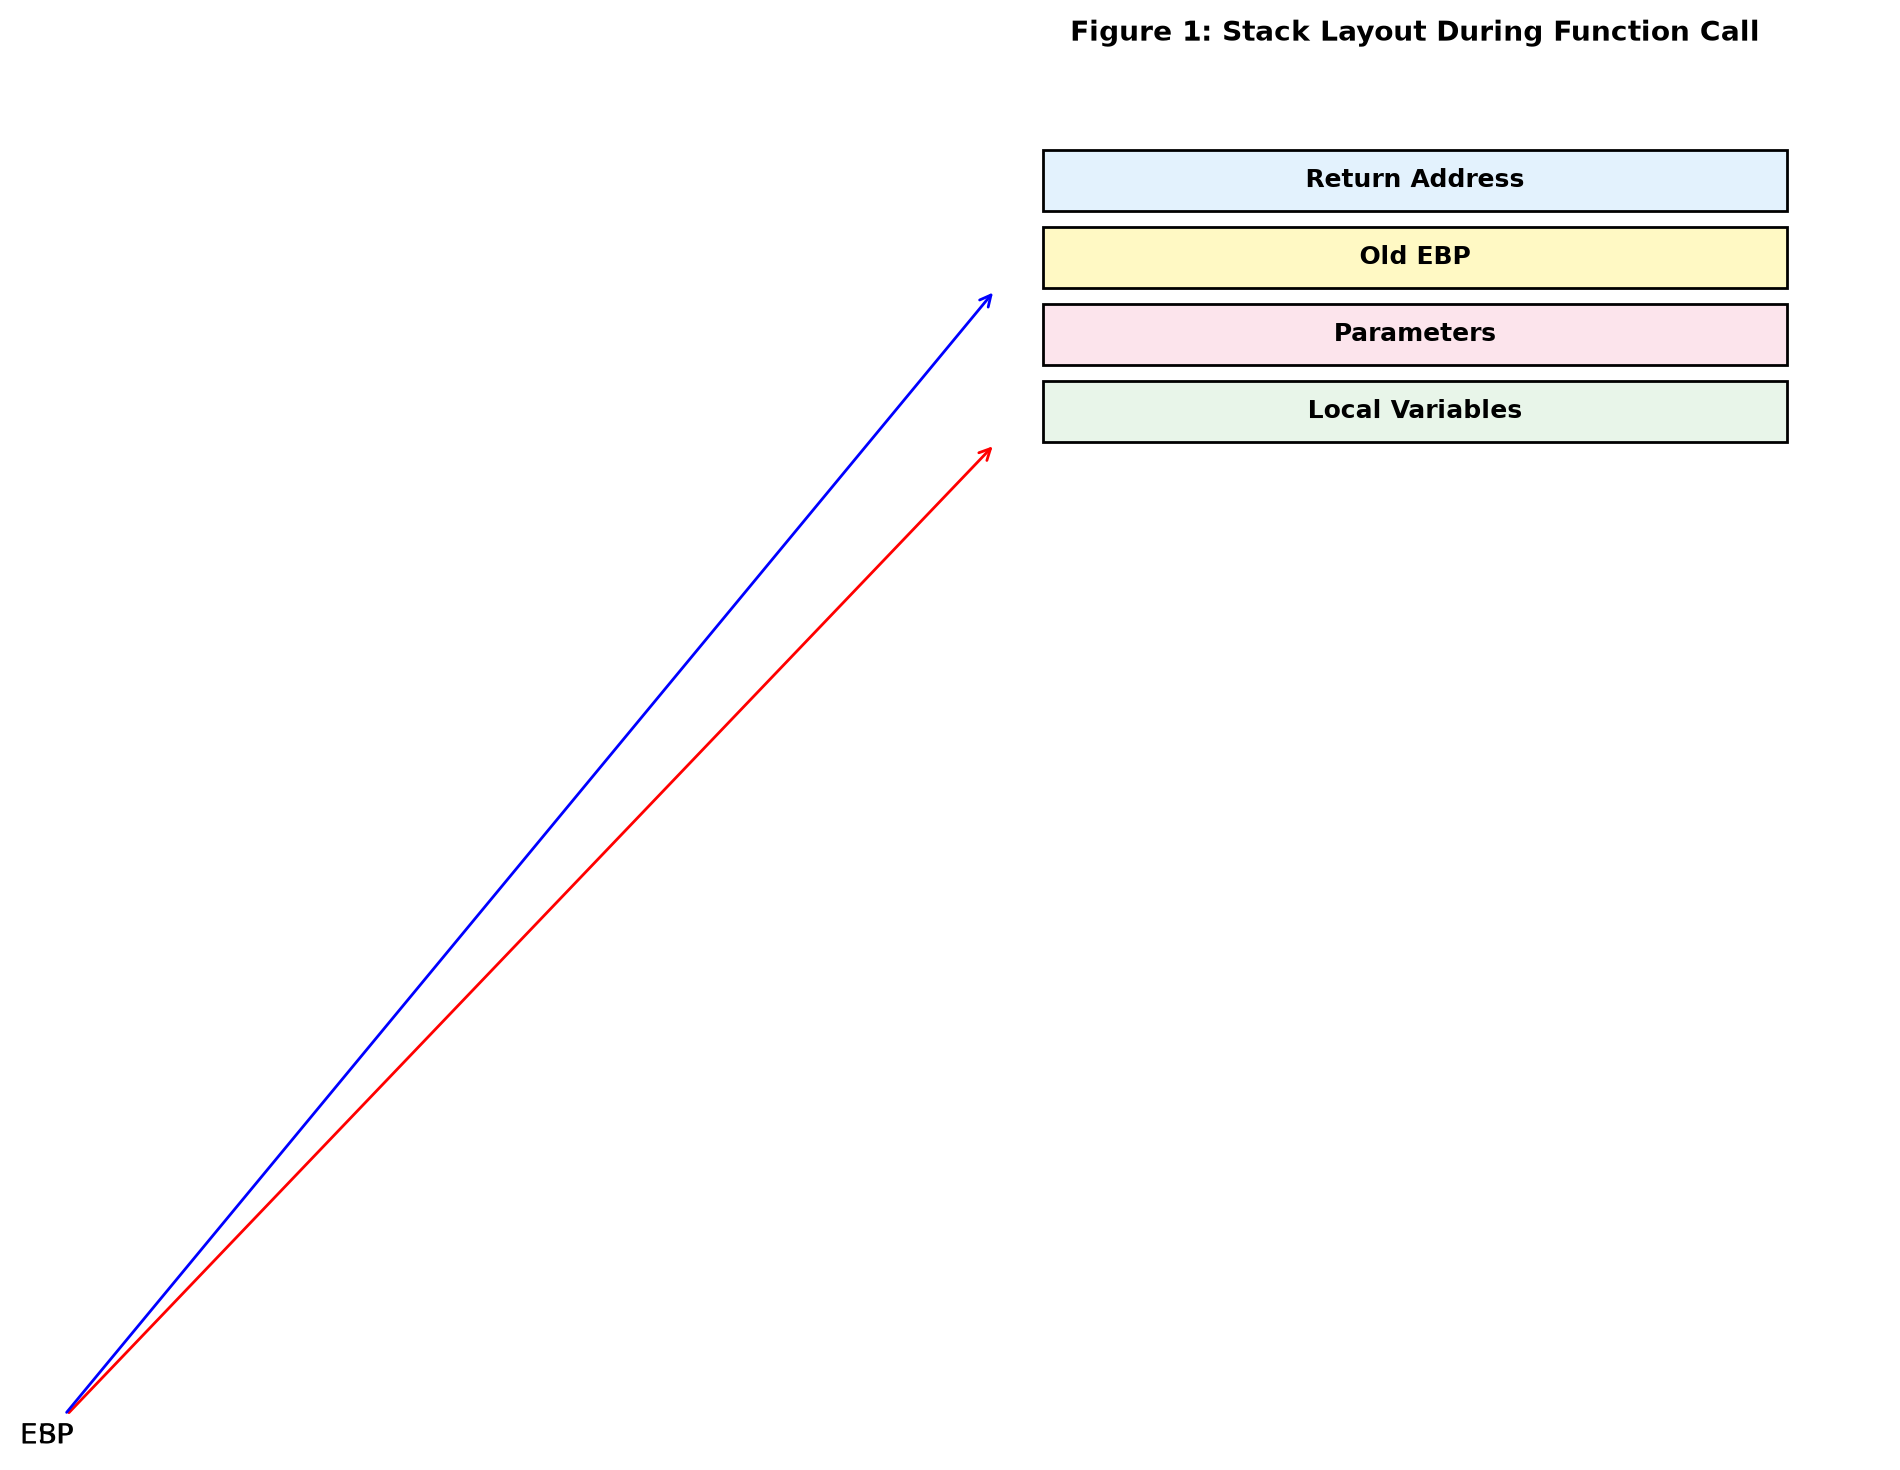 Figure 1: Stack Layout During Function Call
Return Address
Old EBP
Parameters
Local Variables
EBP